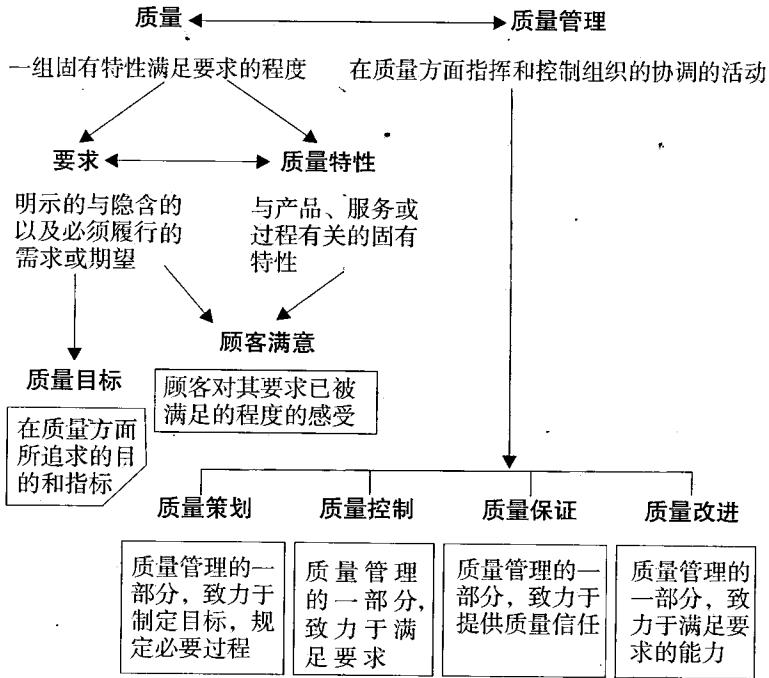 质量 质量管理
一组固有特性满足要求的程度 在质量方面指挥和控制组织的协调的活动
要求 质量特性
明示的与隐含的
以及必须履行的
需求或期望
与产品、服务或
过程有关的固有
特性
顾客满意
顾客对其要求已被
满足的程度的感受
质量目标
在质量方面
所追求的目
的和指标
质量策划 质量控制 质量保证 质量改进
质量管理的一
部分，致力于
制定目标，规
定必要过程
质量管理
的一部分，
致力于满
足要求
质量管理的一
部分，致力于
提供质量信任
质量管理的
一部分，致
力于满足要
求的能力